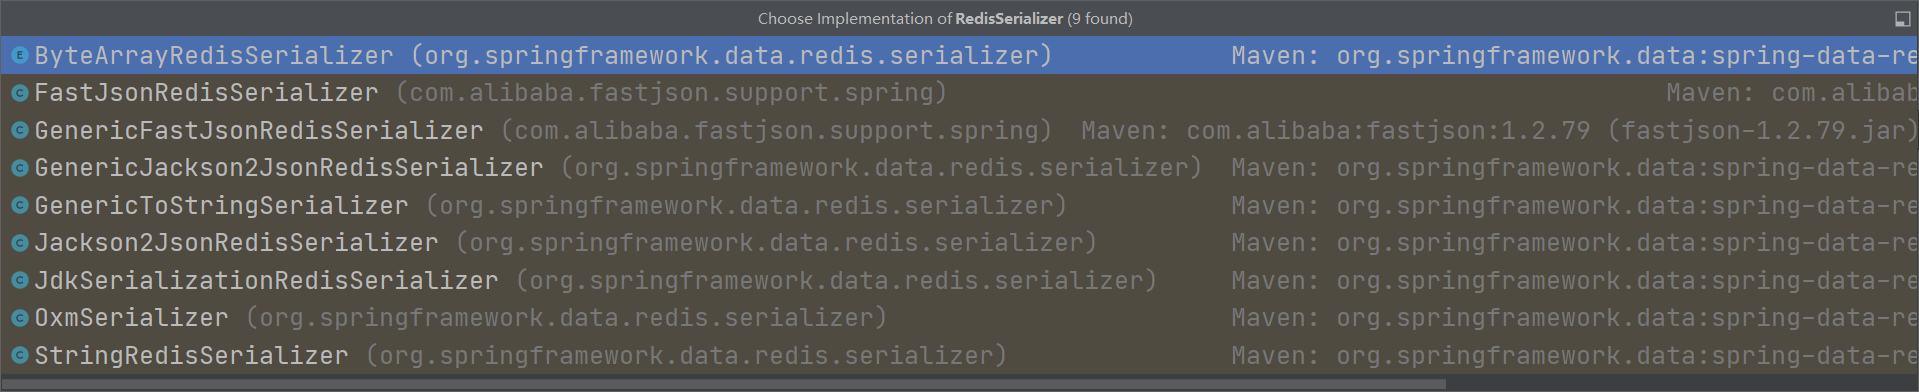 Choose Implementation of RedisSerializer (9 found)
ByteArrayRedisSerializer (org.springframework.data.redis.serializer) Maven: org.springframework.data:spring-data-re
FastJsonRedisSerializer (com.alibaba.fastjson.support.spring) Maven: com.alibab
GenericFastJsonRedisSerializer (com.alibaba.fastjson.support.spring) Maven: com.alibaba:fastjson:1.2.79 (fastjson-1.2.79.jar)
GenericJackson2JsonRedisSerializer (org.springframework.data.redis.serializer) Maven: org.springframework.data:spring-data-re
GenericToStringSerializer (org.springframework.data.redis.serializer) Maven: org.springframework.data:spring-data-re
Jackson2JsonRedisSerializer (org.springframework.data.redis.serializer) Maven: org.springframework.data:spring-data-re
JdkSerializationRedisSerializer (org.springframework.data.redis.serializer) Maven: org.springframework.data:spring-data-re
OxmSerializer (org.springframework.data.redis.serializer) Maven: org.springframework.data:spring-data-re
StringRedisSerializer (org.springframework.data.redis.serializer) Maven: org.springframework.data:spring-data-re